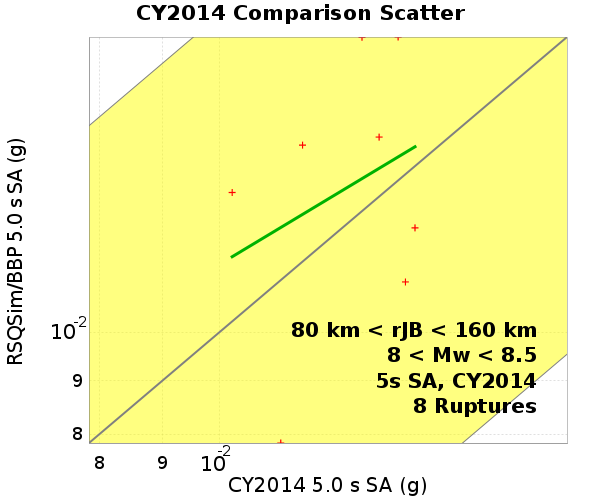 CY2014 Comparison Scatter
RSQSim/BBP 5.0 s SA (g)
10-2
9
8
80 km < rJB < 160 km
8 < Mw < 8.5
5s SA, CY2014
8 Ruptures
8 9 10-2
CY2014 5.0 s SA (g)